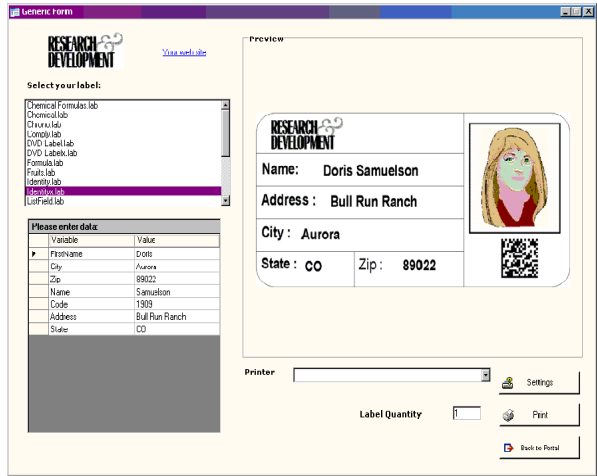 Generic Form
RESEARCH &
DEVELOPMENT
Your web site
Select your label:
Chemical Formulas.lab
Chemical.lab
Chrono.lab
Comply.lab
DVD Label.lab
DVD Labelx.lab
Formula.lab
Fruits.lab
Identity.lab
Identityx.lab
ListField.lab
Please enter data:
Variable Value
FirstName Doris
City Aurora
Zip 89022
Name Samuelson
Code 1909
Address Bull Run Ranch
State CO
Preview
RESEARCH &
DEVELOPMENT
Name: Doris Samuelson
Address : Bull Run Ranch
City : Aurora
State : CO Zip : 89022
Printer
Settings
Label Quantity 1
Print
Back to Portal